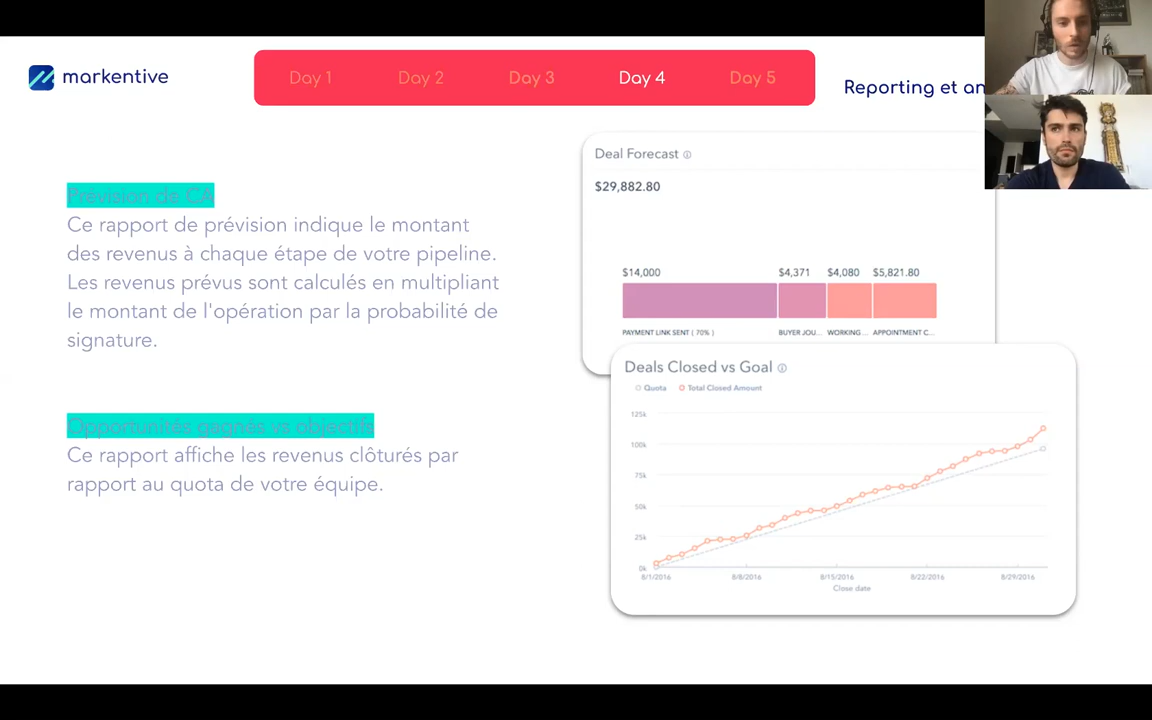 markentive
Day 1 Day 2 Day 3 Day 4 Day 5
Reporting et an
Prévision de CA
Ce rapport de prévision indique le montant
des revenus à chaque étape de votre pipeline.
Les revenus prévus sont calculés en multipliant
le montant de l'opération par la probabilité de
signature.
Opportunités gagnés vs objectifs
Ce rapport affiche les revenus clôturés par
rapport au quota de votre équipe.
Deal Forecast
$29,882.80
$14,000 $4,371 $4,080 $5,821.80
PAYMENT LINK SENT ( 70% ) BUYER JOU... WORKING ... APPOINTMENT C...
Deals Closed vs Goal
Quota Total Closed Amount
125k
100k
75k
50k
25k
0k
8/1/2016 8/8/2016 8/15/2016 8/22/2016 8/29/2016
Close date